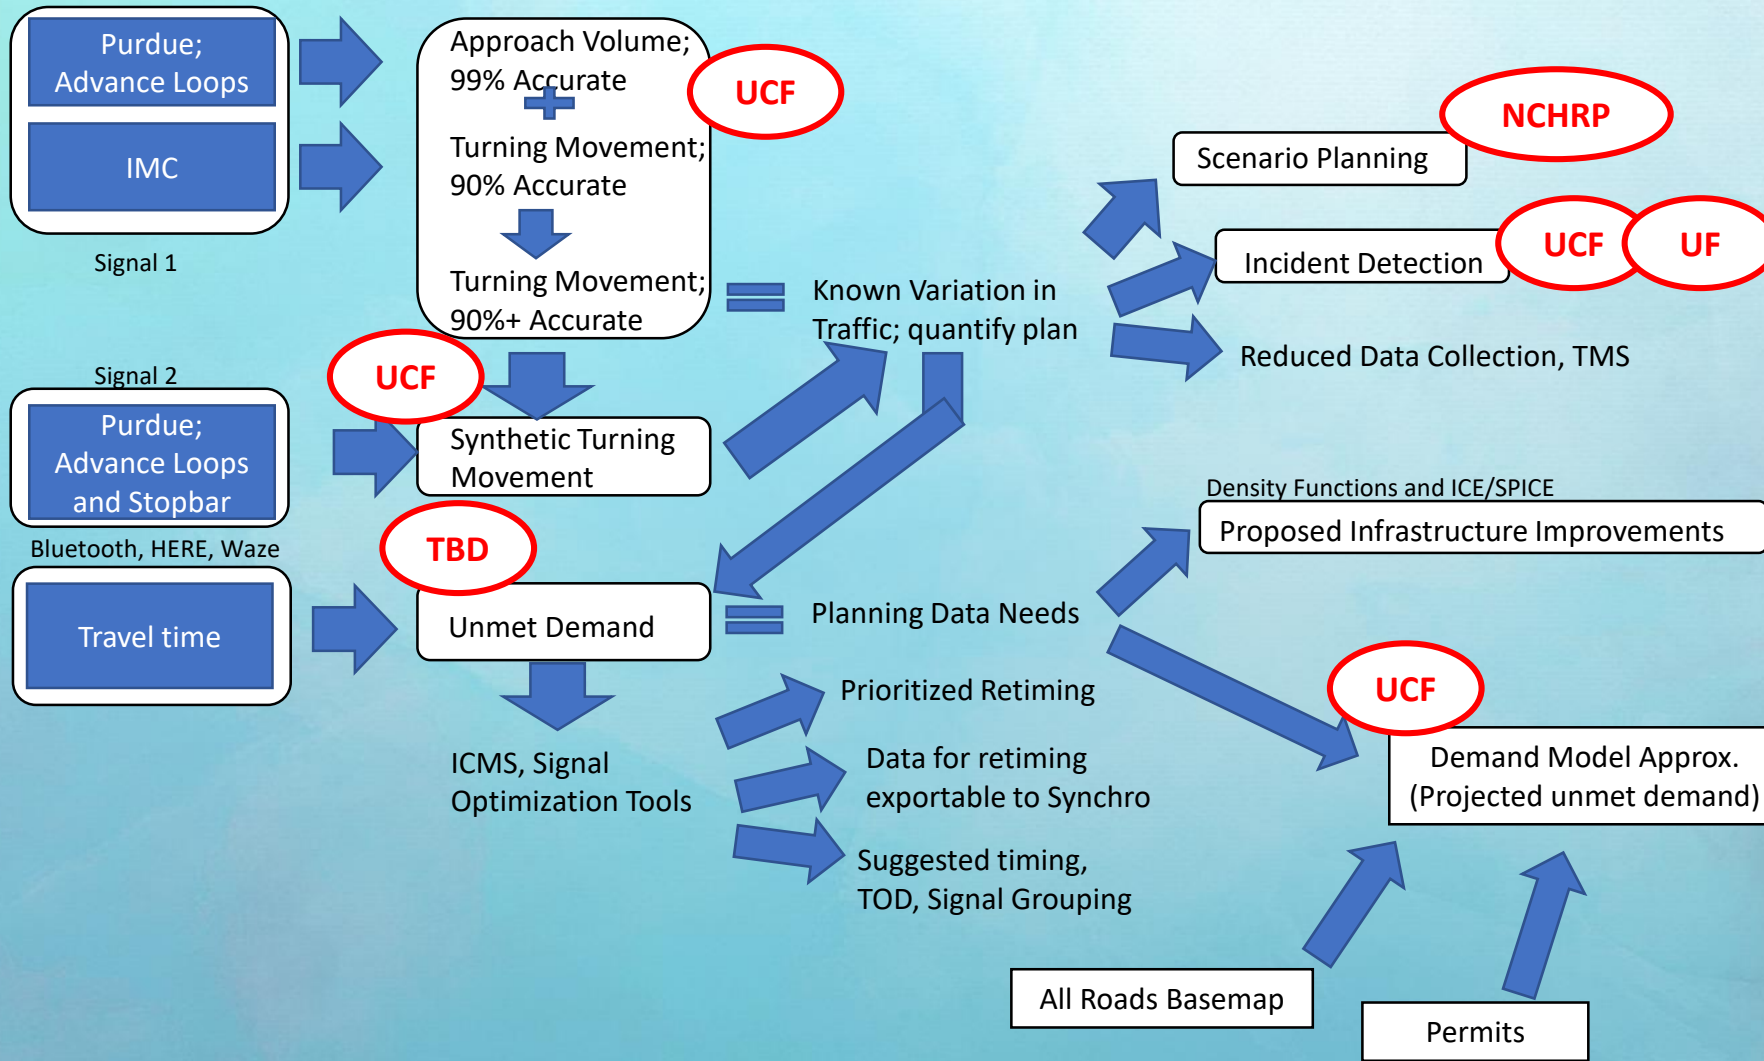 Purdue;
Advance Loops
IMC
Signal 1
Approach Volume;
99% Accurate
Turning Movement;
90% Accurate
Turning Movement;
90%+ Accurate
UCF
Known Variation in
Traffic; quantify plan
Scenario Planning
NCHRP
Incident Detection
UCF
UF
Reduced Data Collection, TMS
Signal 2
Purdue;
Advance Loops
and Stopbar
UCF
Synthetic Turning
Movement
Bluetooth, HERE, Waze
Travel time
TBD
Unmet Demand
Planning Data Needs
Density Functions and ICE/SPICE
Proposed Infrastructure Improvements
ICMS, Signal
Optimization Tools
Prioritized Retiming
Data for retiming
exportable to Synchro
Suggested timing,
TOD, Signal Grouping
UCF
Demand Model Approx.
(Projected unmet demand)
All Roads Basemap
Permits